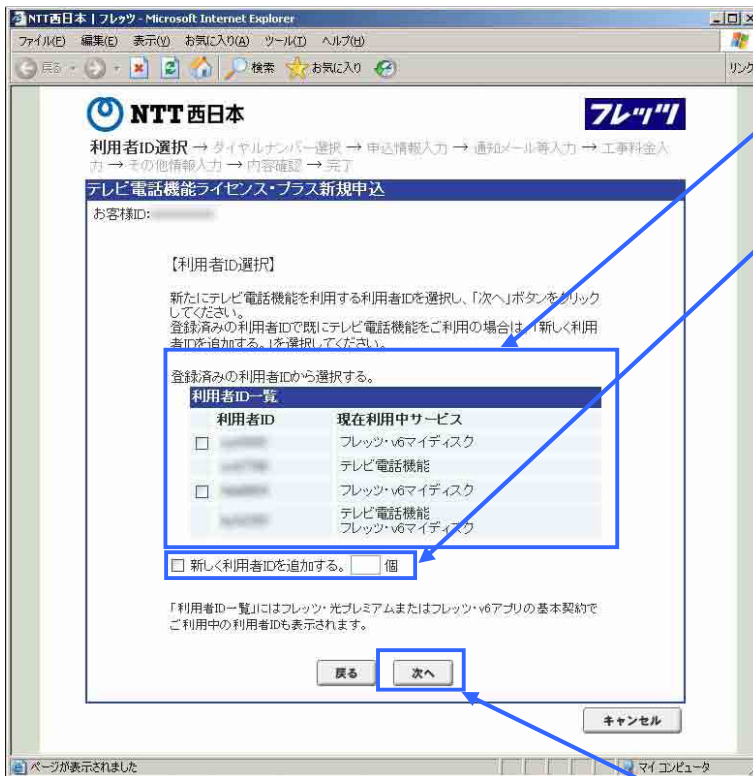 NTT西日本 | フレッツ - Microsoft Internet Explorer
ファイル(F) 編集(E) 表示(V) お気に入り(A) ツール(T) ヘルプ(H)
戻る 検索 お気に入り リンク
NTT西日本 フレッツ
利用者ID選択 → ダイヤルナンバー選択 → 申込情報入力 → 通知メール等入力 → 工事料金入
力 → その他情報入力 → 内容確認 → 完了
テレビ電話機能ライセンス・プラス新規申込
お客様ID:
【利用者ID選択】
新たにテレビ電話機能を利用する利用者IDを選択し、「次へ」ボタンをクリック
してください。
登録済みの利用者IDで既にテレビ電話機能をご利用の場合は、「新しく利用
者IDを追加する。」を選択してください。
登録済みの利用者IDから選択する。
利用者ID一覧
利用者ID 現在利用中サービス
フレッツ・v6マイディスク
テレビ電話機能
フレッツ・v6マイディスク
テレビ電話機能
フレッツ・v6マイディスク
新しく利用者IDを追加する。 個
「利用者ID一覧」にはフレッツ・光プレミアムまたはフレッツ・v6アプリの基本契約で
ご利用中の利用者IDも表示されます。
戻る 次へ
キャンセル
ページが表示されました マイ コンピュータ